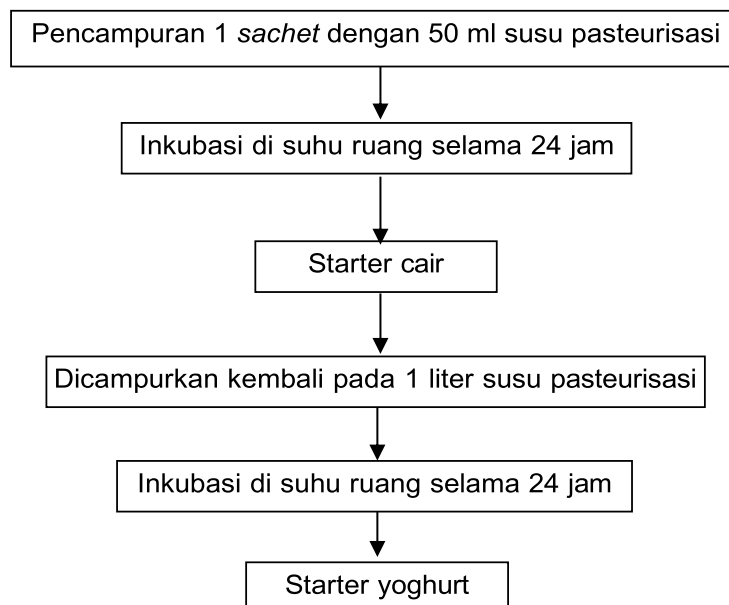 Pencampuran 1 sachet dengan 50 ml susu pasteurisasi
Inkubasi di suhu ruang selama 24 jam
Starter cair
Dicampurkan kembali pada 1 liter susu pasteurisasi
Inkubasi di suhu ruang selama 24 jam
Starter yoghurt